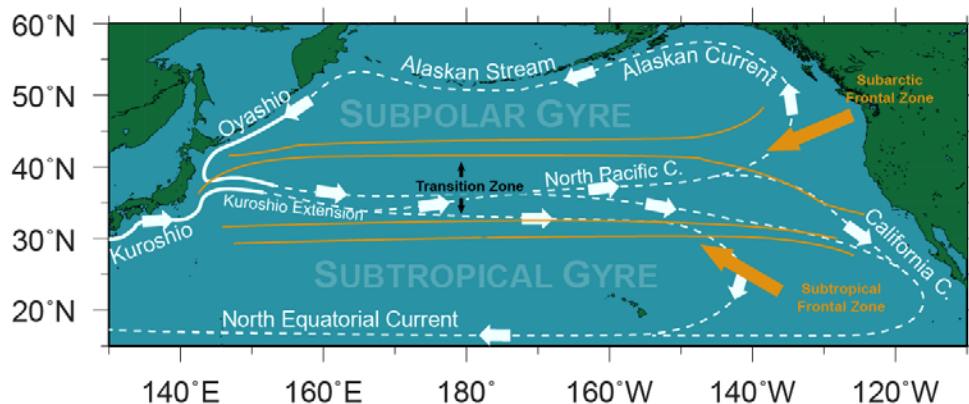 60°N
50°N
40°N
30°N
20°N
Alaskan Stream
Alaskan Current
Oyashio
SUBPOLAR GYRE
Subarctic
Frontal Zone
Transition Zone
North Pacific C.
Kuroshio Extension
Kuroshio
California C.
SUBTROPICAL GYRE
Subtropical
Frontal Zone
North Equatorial Current
140°E
160°E
180°
160°W
140°W
120°W